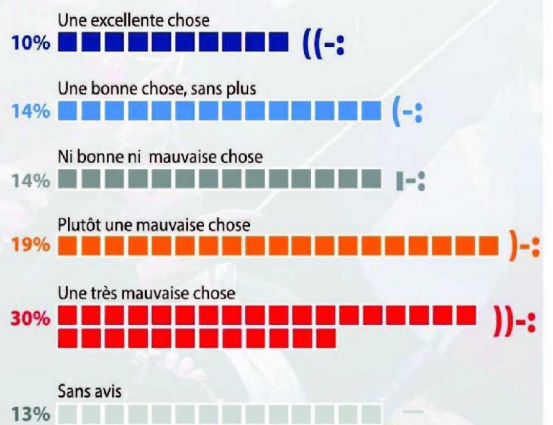 Une excellente chose
10% ((-:
Une bonne chose, sans plus
14% (-:
Ni bonne ni mauvaise chose
14% I-:
Plutôt une mauvaise chose
19% )-:
Une très mauvaise chose
30% ))-:
Sans avis
13% —